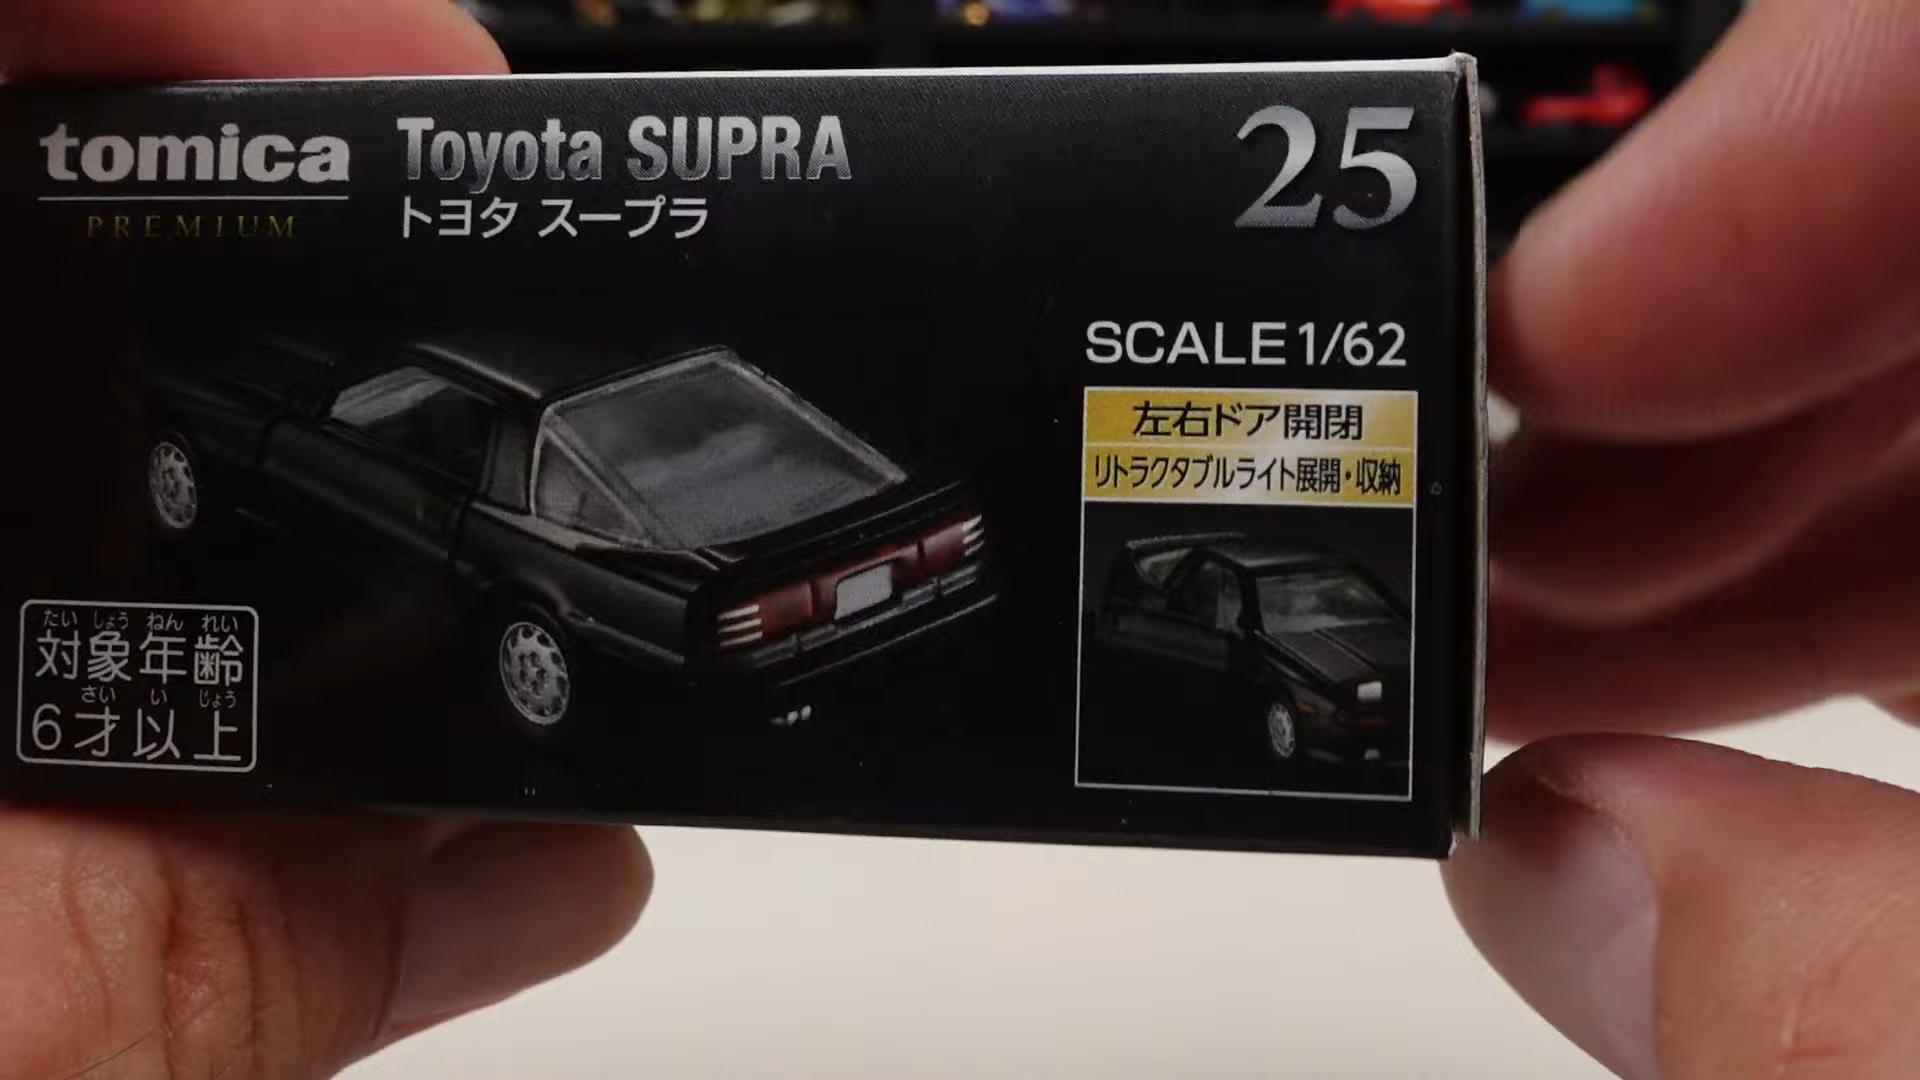 tomica
PREMIUM
Toyota SUPRA
トヨタ スープラ
25
SCALE 1/62
左右ドア開閉
リトラクタブルライト展開・収納
たい しょう ねん れい
対象年齢
さい い じょう
6才以上